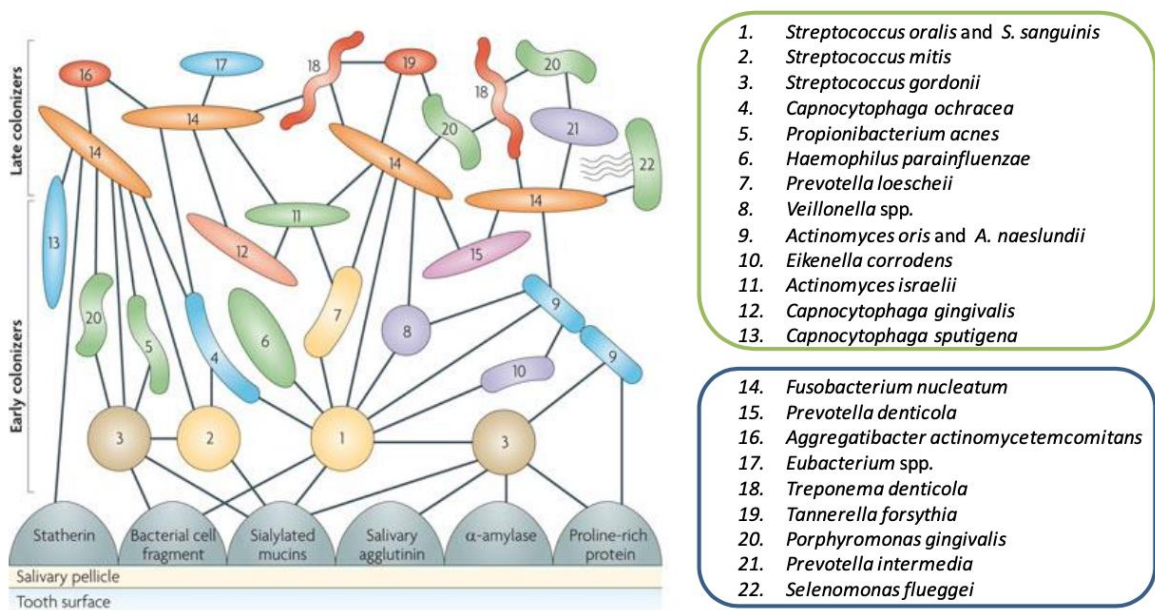 Late colonizers
Early colonizers
16
17
18
19
20
18
14
20
21
22
14
14
14
13
11
12
15
20
5
4
6
7
8
9
9
10
3
2
1
3
Statherin
Bacterial cell
fragment
Sialylated
mucins
Salivary
agglutinin
α-amylase
Proline-rich
protein
Salivary pellicle
Tooth surface
1. Streptococcus oralis and S. sanguinis
2. Streptococcus mitis
3. Streptococcus gordonii
4. Capnocytophaga ochracea
5. Propionibacterium acnes
6. Haemophilus parainfluenzae
7. Prevotella loescheii
8. Veillonella spp.
9. Actinomyces oris and A. naeslundii
10. Eikenella corrodens
11. Actinomyces israelii
12. Capnocytophaga gingivalis
13. Capnocytophaga sputigena
14. Fusobacterium nucleatum
15. Prevotella denticola
16. Aggregatibacter actinomycetemcomitans
17. Eubacterium spp.
18. Treponema denticola
19. Tannerella forsythia
20. Porphyromonas gingivalis
21. Prevotella intermedia
22. Selenomonas flueggei